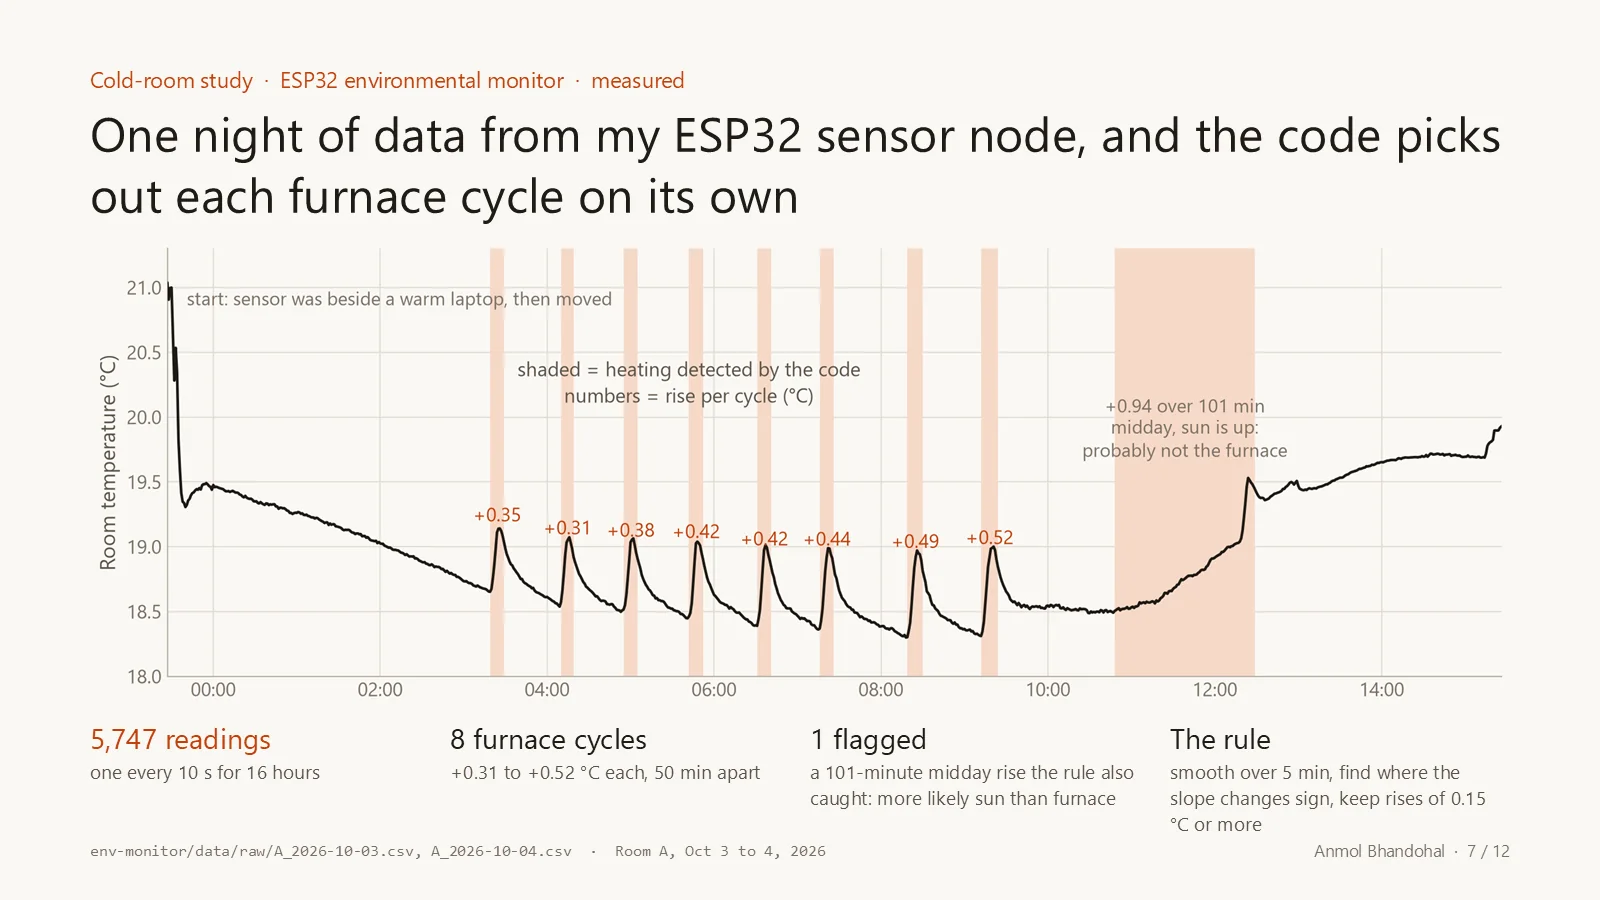 Cold-room study · ESP32 environmental monitor · measured
One night of data from my ESP32 sensor node, and the code picks
out each furnace cycle on its own
Room temperature (°C)
21.0
20.5
20.0
19.5
19.0
18.5
18.0
start: sensor was beside a warm laptop, then moved
shaded = heating detected by the code
numbers = rise per cycle (°C)
+0.94 over 101 min
midday, sun is up:
probably not the furnace
+0.35
+0.31
+0.38
+0.42
+0.42
+0.44
+0.49
+0.52
00:00
02:00
04:00
06:00
08:00
10:00
12:00
14:00
5,747 readings
one every 10 s for 16 hours
8 furnace cycles
+0.31 to +0.52 °C each, 50 min apart
1 flagged
a 101-minute midday rise the rule also
caught: more likely sun than furnace
The rule
smooth over 5 min, find where the
slope changes sign, keep rises of 0.15
°C or more
env-monitor/data/raw/A_2026-10-03.csv, A_2026-10-04.csv · Room A, Oct 3 to 4, 2026
Anmol Bhandohal · 7 / 12